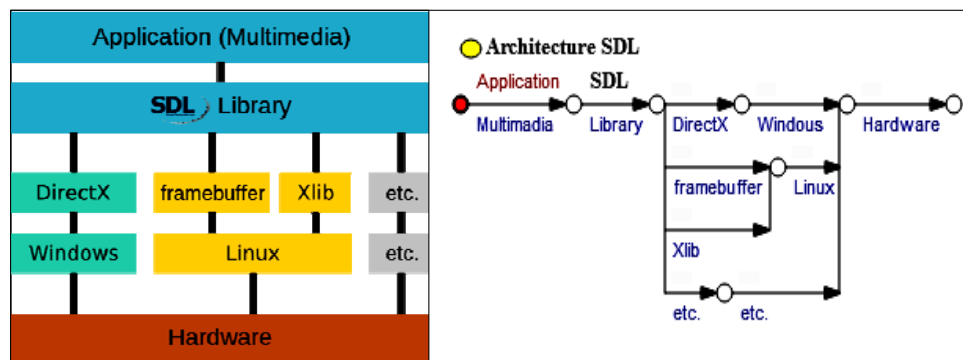 Application (Multimedia)
SDL Library
DirectX framebuffer Xlib etc.
Windows Linux etc.
Hardware
Architecture SDL
Application SDL
Multimadia Library DirectX Windous Hardware
framebuffer Linux
Xlib
etc. etc.